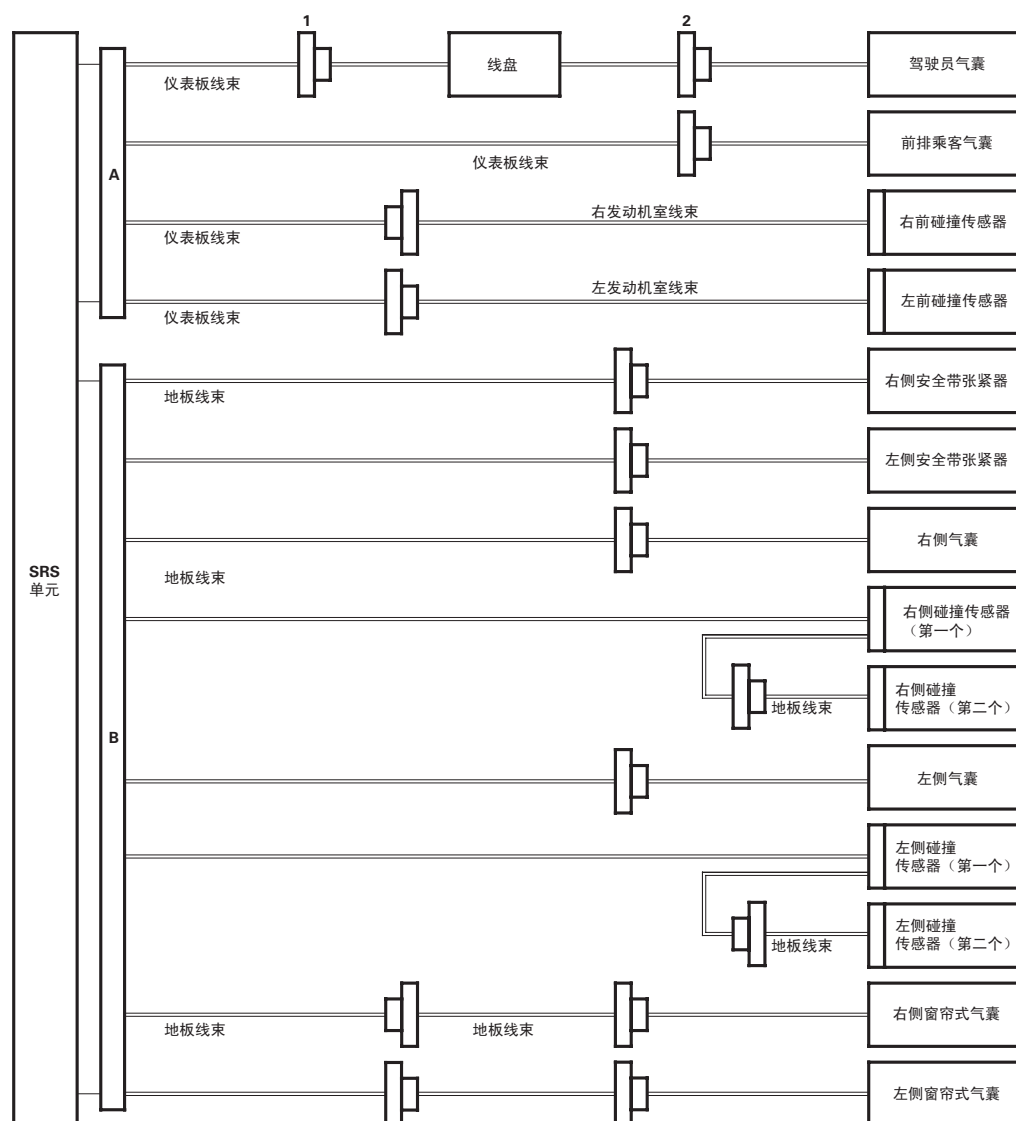 1
2
线盘
驾驶员气囊
仪表板线束
前排乘客气囊
仪表板线束
A
右发动机室线束
右前碰撞传感器
仪表板线束
左发动机室线束
左前碰撞传感器
仪表板线束
右侧安全带张紧器
地板线束
左侧安全带张紧器
右侧气囊
SRS
单元
地板线束
右侧碰撞传感器
（第一个）
右侧碰撞
传感器（第二个）
地板线束
B
左侧气囊
左侧碰撞
传感器（第一个）
左侧碰撞
传感器（第二个）
地板线束
右侧窗帘式气囊
地板线束
地板线束
左侧窗帘式气囊